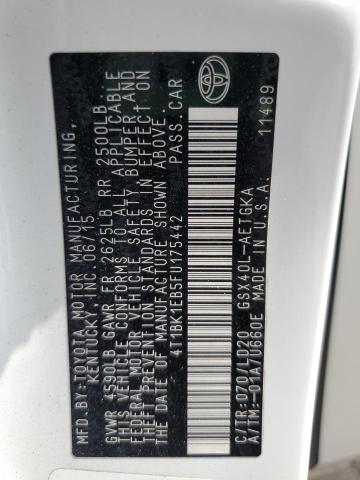 MFD.BY:TOYOTA MOTOR MANUFACTURING,
KENTUCKY, INC. 06/15
GVWR 4590LB GAWR FR 2625LB RR 2500LB
THIS VEHICLE CONFORMS TO ALL APPLICABLE
FEDERAL MOTOR VEHICLE SAFETY,BUMPER,AND
THEFT PREVENTION STANDARDS IN EFFECT ON
THE DATE OF MANUFACTURE SHOWN ABOVE.
4T1BK1EB5FU175442 PASS.CAR
C/TR:070/LD20 GSX40L-AETGKA
A/TM:-01A/U660E MADE IN U.S.A. 11489